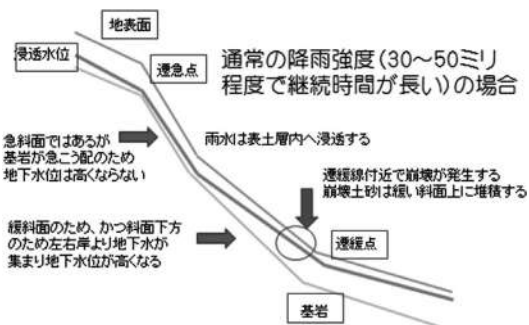 地表面
浸透水位
遷急点
通常の降雨強度(30～50ミリ
程度で継続時間が長い)の場合
急斜面ではあるが
基岩が急こう配のため
地下水位は高くならない
雨水は表土層内へ浸透する
遷緩線付近で崩壊が発生する
崩壊土砂は緩い斜面上に堆積する
緩斜面のため、かつ斜面下方
のため左右岸より地下水が
集まり地下水位が高くなる
遷緩点
基岩